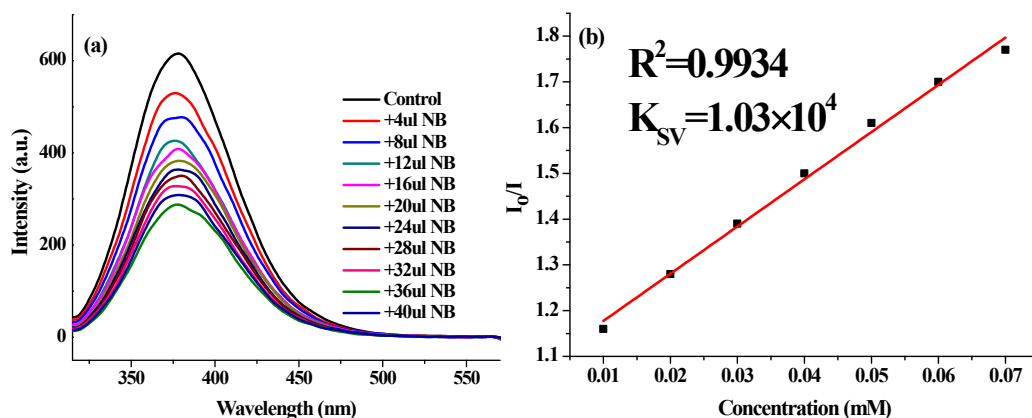 (a)
600
400
200
0
Intensity (a.u.)
350
400
450
500
550
Wavelength (nm)
Control
+4ul NB
+8ul NB
+12ul NB
+16ul NB
+20ul NB
+24ul NB
+28ul NB
+32ul NB
+36ul NB
+40ul NB
(b)
R²=0.9934
K_SV=1.03×10⁴
1.8
1.7
1.6
1.5
1.4
1.3
1.2
1.1
I₀/I
0.01
0.02
0.03
0.04
0.05
0.06
0.07
Concentration (mM)